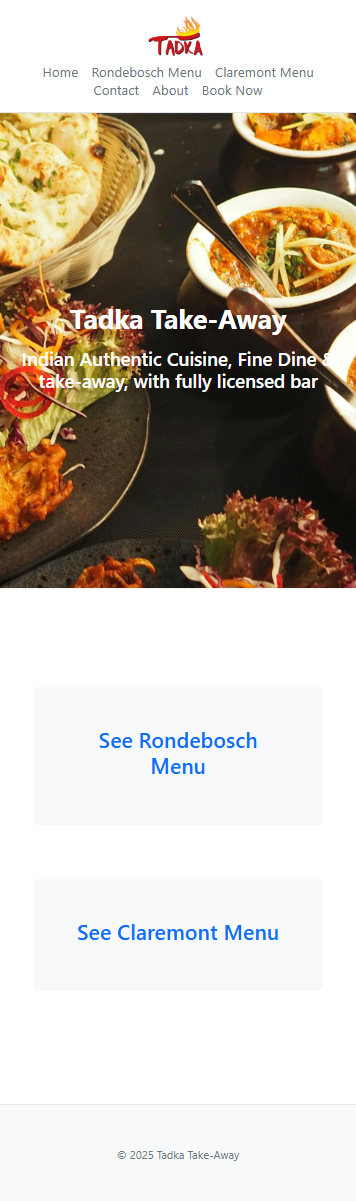 TADKA
Home Rondebosch Menu Claremont Menu
Contact About Book Now
Tadka Take-Away
Indian Authentic Cuisine, Fine Dine &
take-away, with fully licensed bar
See Rondebosch
Menu
See Claremont Menu
© 2025 Tadka Take-Away